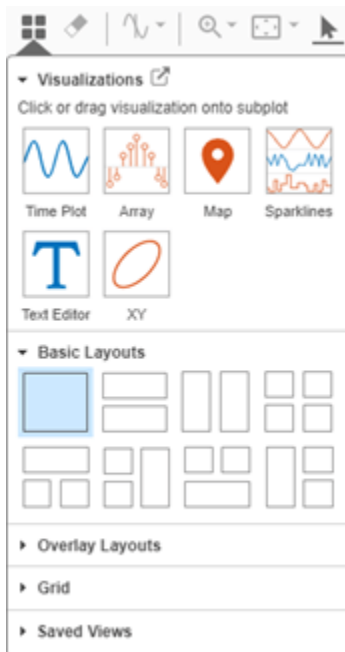 Visualizations
Click or drag visualization onto subplot
Time Plot Array Map Sparklines
T
Text Editor XY
Basic Layouts
Overlay Layouts
Grid
Saved Views